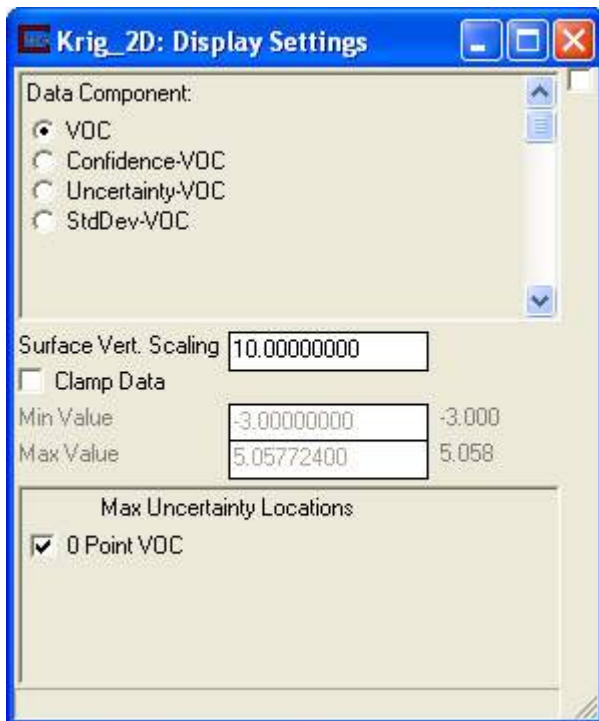 Krig_2D: Display Settings
Data Component:
VOC
Confidence-VOC
Uncertainty-VOC
StdDev-VOC
Surface Vert. Scaling 10.00000000
Clamp Data
Min Value -3.00000000 -3.000
Max Value 5.05772400 5.058
Max Uncertainty Locations
0 Point VOC